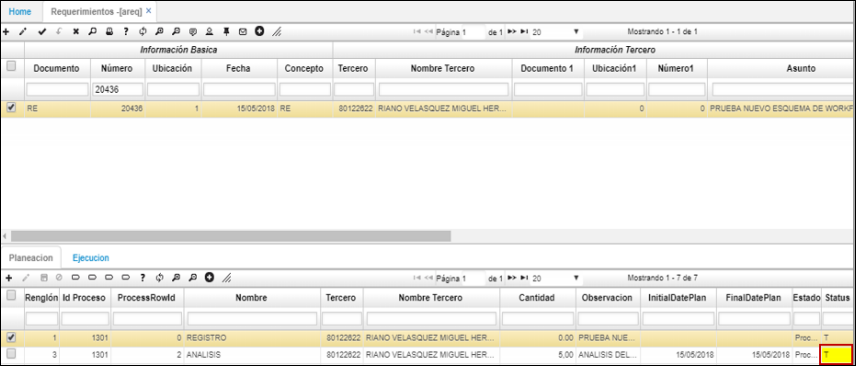 Home Requerimientos -[areq] ×
Página 1 de 1 20 Mostrando 1 - 1 de 1
Información Basica Información Tercero
Documento Número Ubicación Fecha Concepto Tercero Nombre Tercero Documento 1 Ubicación1 Número1 Asunto
20436
RE 20436 1 15/05/2018 RE 80122622 RIANO VELASQUEZ MIGUEL HER... 0 0 PRUEBA NUEVO ESQUEMA DE WORKF
Planeacion Ejecucion
Página 1 de 1 20 Mostrando 1 - 7 de 7
Renglón Id Proceso ProcessRowId Nombre Tercero Nombre Tercero Cantidad Observacion InitialDatePlan FinalDatePlan Estado Status
1 1301 0 REGISTRO 80122622 RIANO VELASQUEZ MIGUEL HER... 0.00 PRUEBA NUE... Proc... T
3 1301 2 ANALISIS 80122622 RIANO VELASQUEZ MIGUEL HER... 5,00 ANALISIS DEL... 15/05/2018 15/05/2018 Proc... T